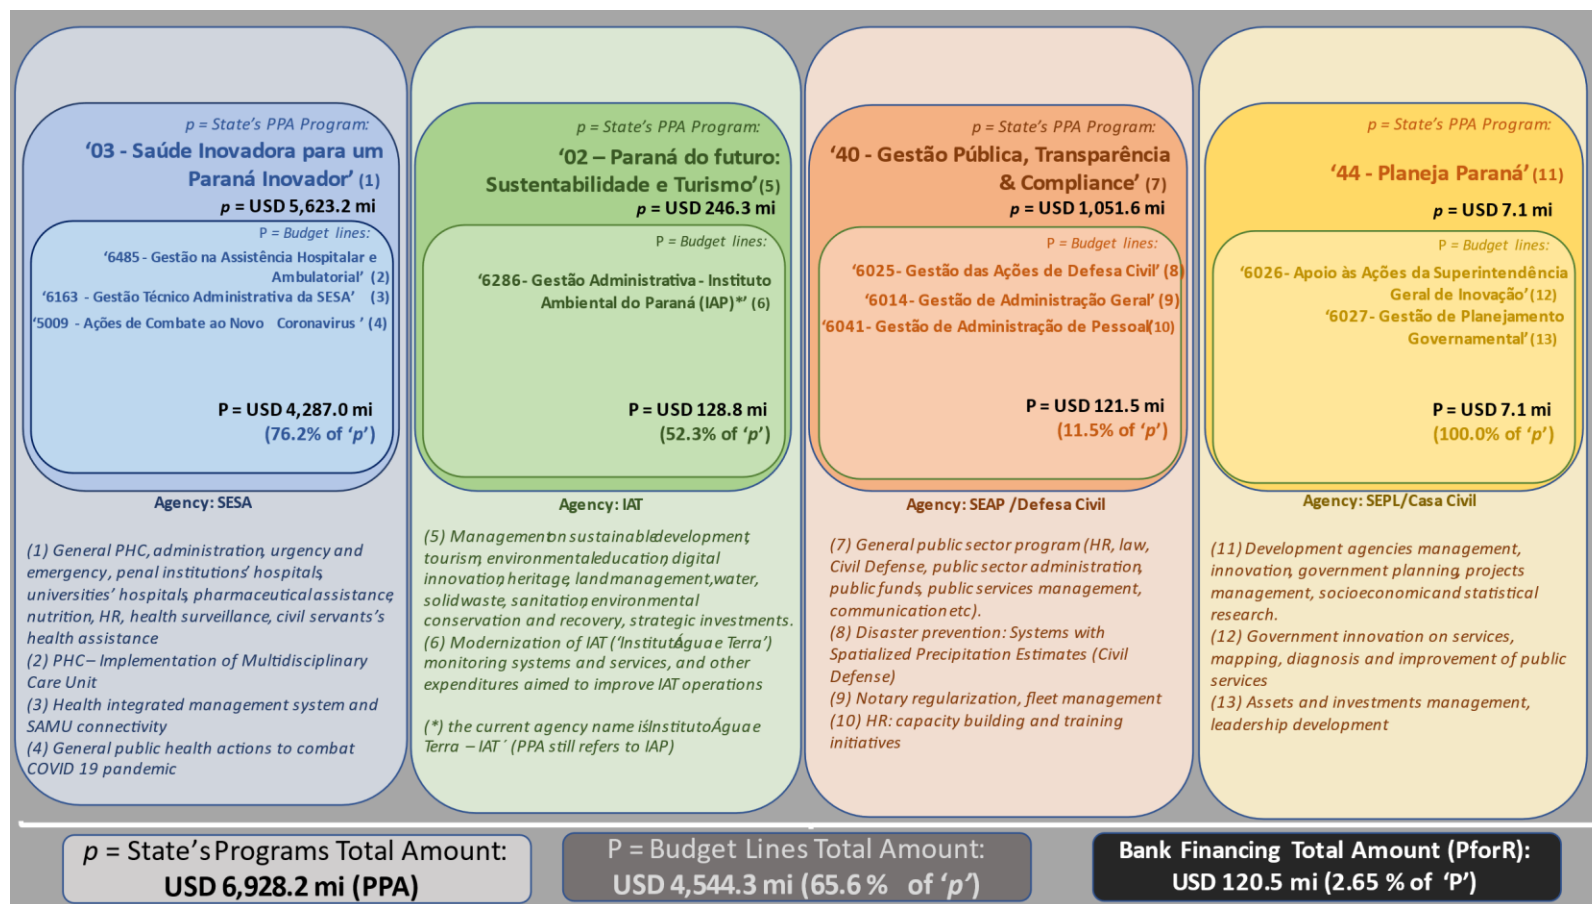 p = State's PPA Program:
‘03 - Saúde Inovadora para um
Paraná Inovador’ (1)
p = USD 5,623.2 mi
P = Budget lines:
‘6485 - Gestão na Assistência Hospitalar e
Ambulatorial’ (2)
‘6163 - Gestão Técnico Administrativa da SESA’ (3)
‘5009 - Ações de Combate ao Novo Coronavirus ’ (4)
P = USD 4,287.0 mi
(76.2% of ‘p’)
Agency: SESA
(1) General PHC, administration, urgency and
emergency, penal institutions’ hospitals,
universities’ hospitals, pharmaceutical assistance,
nutrition, HR, health surveillance, civil servants’s
health assistance
(2) PHC – Implementation of Multidisciplinary
Care Unit
(3) Health integrated management system and
SAMU connectivity
(4) General public health actions to combat
COVID 19 pandemic
p = State's PPA Program:
‘02 – Paraná do futuro:
Sustentabilidade e Turismo’ (5)
p = USD 246.3 mi
P = Budget lines:
‘6286 - Gestão Administrativa - Instituto
Ambiental do Paraná (IAP)*’ (6)
P = USD 128.8 mi
(52.3% of ‘p’)
Agency: IAT
(5) Management on sustainable development,
tourism, environmental education, digital
innovation, heritage, land management, water,
solid waste, sanitation, environmental
conservation and recovery, strategic investments.
(6) Modernization of IAT (‘Instituto Água e Terra’)
monitoring systems and services, and other
expenditures aimed to improve IAT operations
(*) the current agency name is ‘Instituto Água e
Terra – IAT´ (PPA still refers to IAP)
p = State's PPA Program:
‘40 - Gestão Pública, Transparência
& Compliance’ (7)
p = USD 1,051.6 mi
P = Budget lines:
‘6025 - Gestão das Ações de Defesa Civil’ (8)
‘6014 - Gestão de Administração Geral’ (9)
‘6041 - Gestão de Administração de Pessoal’ (10)
P = USD 121.5 mi
(11.5% of ‘p’)
Agency: SEAP /Defesa Civil
(7) General public sector program (HR, law,
Civil Defense, public sector administration,
public funds, public services management,
communication etc).
(8) Disaster prevention: Systems with
Spatialized Precipitation Estimates (Civil
Defense)
(9) Notary regularization, fleet management
(10) HR: capacity building and training
initiatives
p = State's PPA Program:
‘44 - Planeja Paraná’ (11)
p = USD 7.1 mi
P = Budget lines:
‘6026 - Apoio às Ações da Superintendência
Geral de Inovação’ (12)
‘6027 - Gestão de Planejamento
Governamental’ (13)
P = USD 7.1 mi
(100.0% of ‘p’)
Agency: SEPL/Casa Civil
(11) Development agencies management,
innovation, government planning, projects
management, socioeconomic and statistical
research.
(12) Government innovation on services,
mapping, diagnosis and improvement of public
services
(13) Assets and investments management,
leadership development
p = State's Programs Total Amount:
USD 6,928.2 mi (PPA)
P = Budget Lines Total Amount:
USD 4,544.3 mi (65.6 % of ‘p’)
Bank Financing Total Amount (PforR):
USD 120.5 mi (2.65 % of ‘P’)